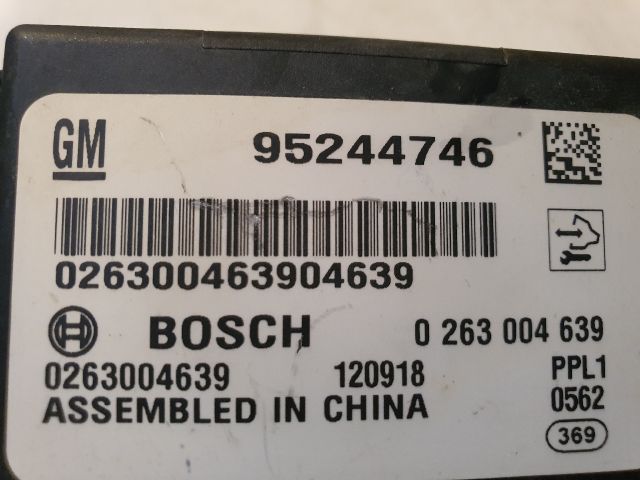 GM 95244746
026300463904639
BOSCH 0 263 004 639
0263004639 120918 PPL1
ASSEMBLED IN CHINA 0562
369